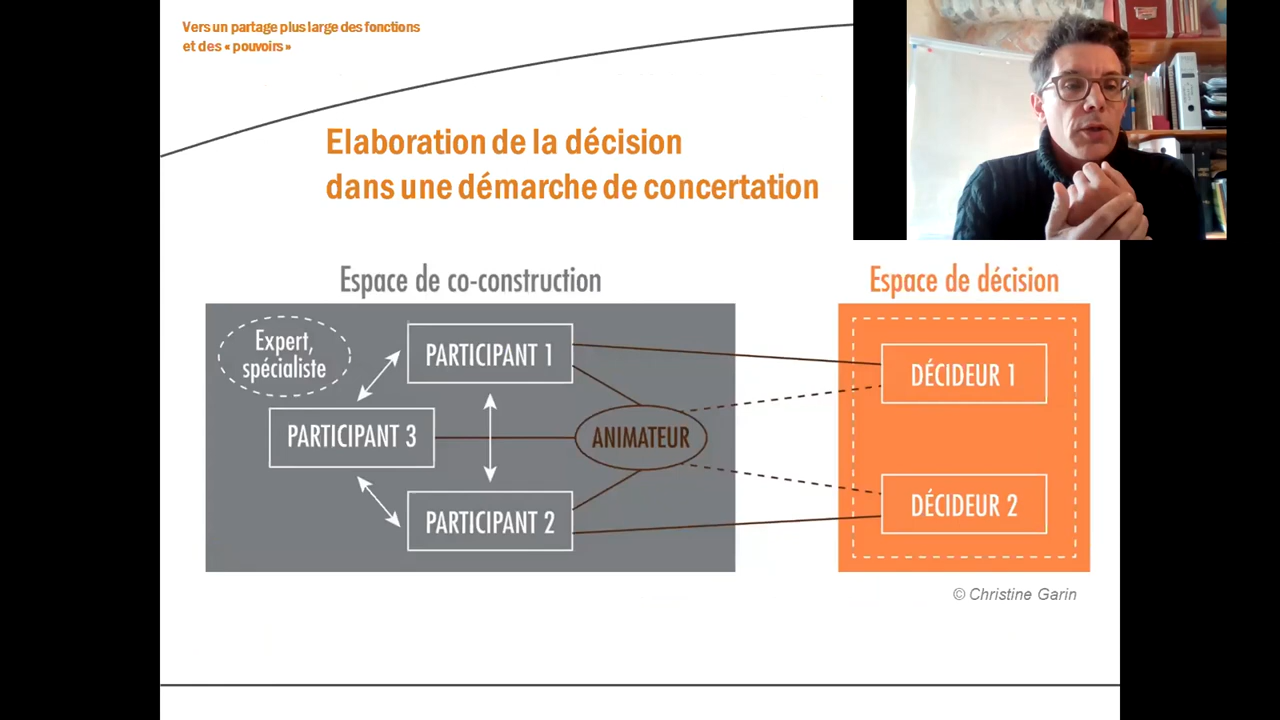 Vers un partage plus large des fonctions
et des « pouvoirs »
Elaboration de la décision
dans une démarche de concertation
Espace de co-construction
Espace de décision
Expert,
spécialiste
PARTICIPANT 1
DÉCIDEUR 1
PARTICIPANT 3
ANIMATEUR
PARTICIPANT 2
DÉCIDEUR 2
© Christine Garin